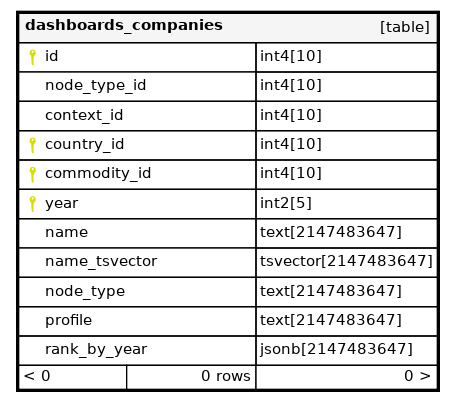 dashboards_companies [table]
id int4[10]
node_type_id int4[10]
context_id int4[10]
country_id int4[10]
commodity_id int4[10]
year int2[5]
name text[2147483647]
name_tsvector tsvector[2147483647]
node_type text[2147483647]
profile text[2147483647]
rank_by_year jsonb[2147483647]
< 0 0 rows 0 >